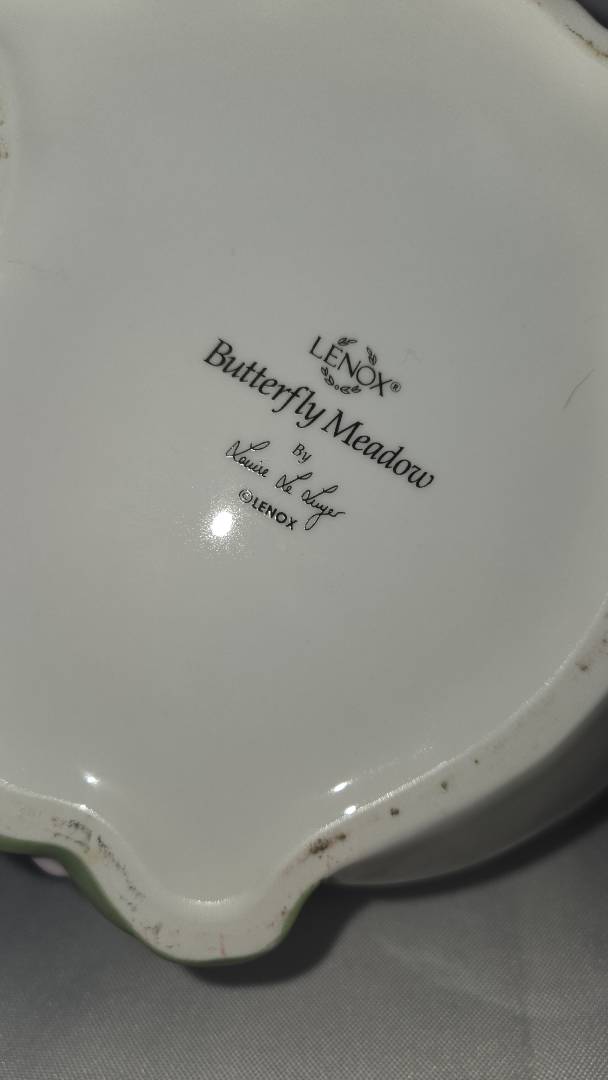 LENOX®
Butterfly Meadow
By
Louise Le Luyer
©LENOX